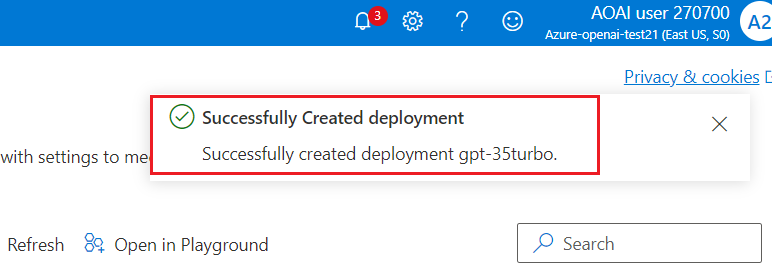 3
AOAI user 270700
Azure-openai-test21 (East US, S0)
A2
Privacy & cookies
Successfully Created deployment
with settings to
Successfully created deployment gpt-35turbo.
Refresh
Open in Playground
Search